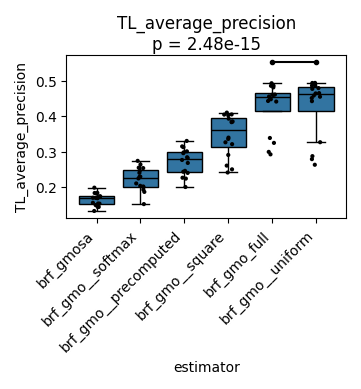 TL_average_precision
p = 2.48e-15
TL_average_precision
0.5
0.4
0.3
0.2
brf_gmosa
brf_gmo__softmax
brf_gmo__precomputed
brf_gmo__square
brf_gmo_full
brf_gmo__uniform
estimator